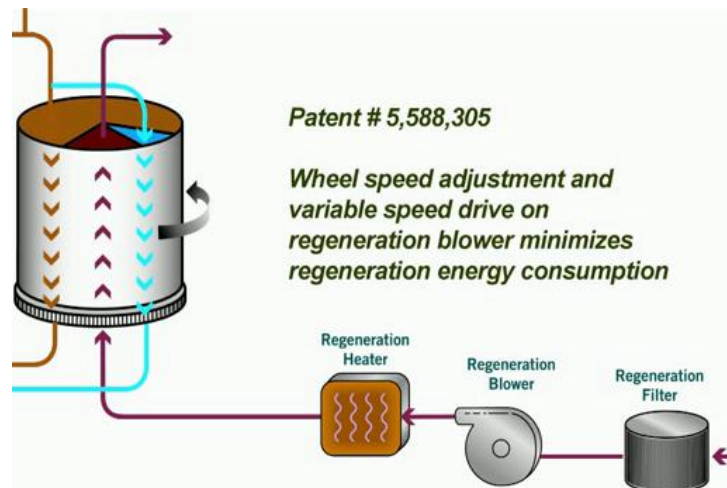 Patent # 5,588,305
Wheel speed adjustment and
variable speed drive on
regeneration blower minimizes
regeneration energy consumption
Regeneration
Heater
Regeneration
Blower
Regeneration
Filter